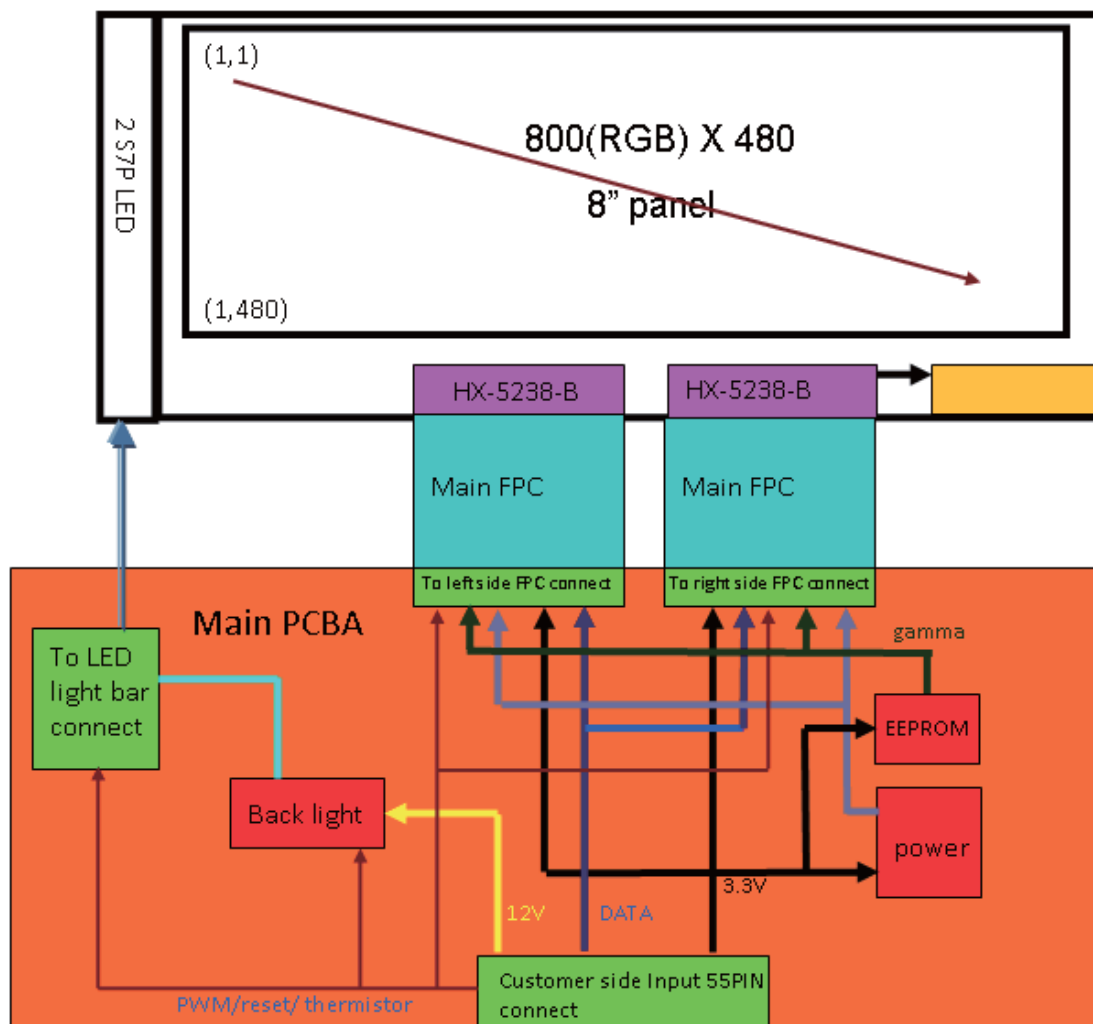 (1,1)
2 S7P LED
800(RGB) X 480
8” panel
(1,480)
HX-5238-B
HX-5238-B
Main FPC
Main FPC
To left side FPC connect
To right side FPC connect
Main PCBA
gamma
To LED
light bar
connect
EEPROM
Back light
power
3.3V
12V
DATA
Customer side Input 55PIN
connect
PWM/reset/ thermistor